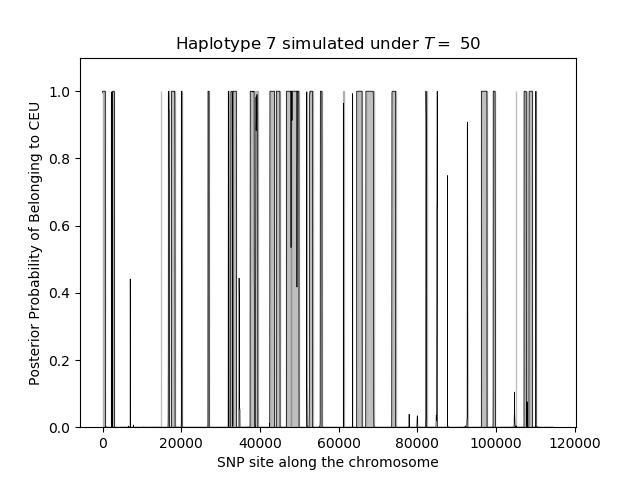 Haplotype 7 simulated under T = 50
Posterior Probability of Belonging to CEU
1.0
0.8
0.6
0.4
0.2
0.0
0 20000 40000 60000 80000 100000 120000
SNP site along the chromosome